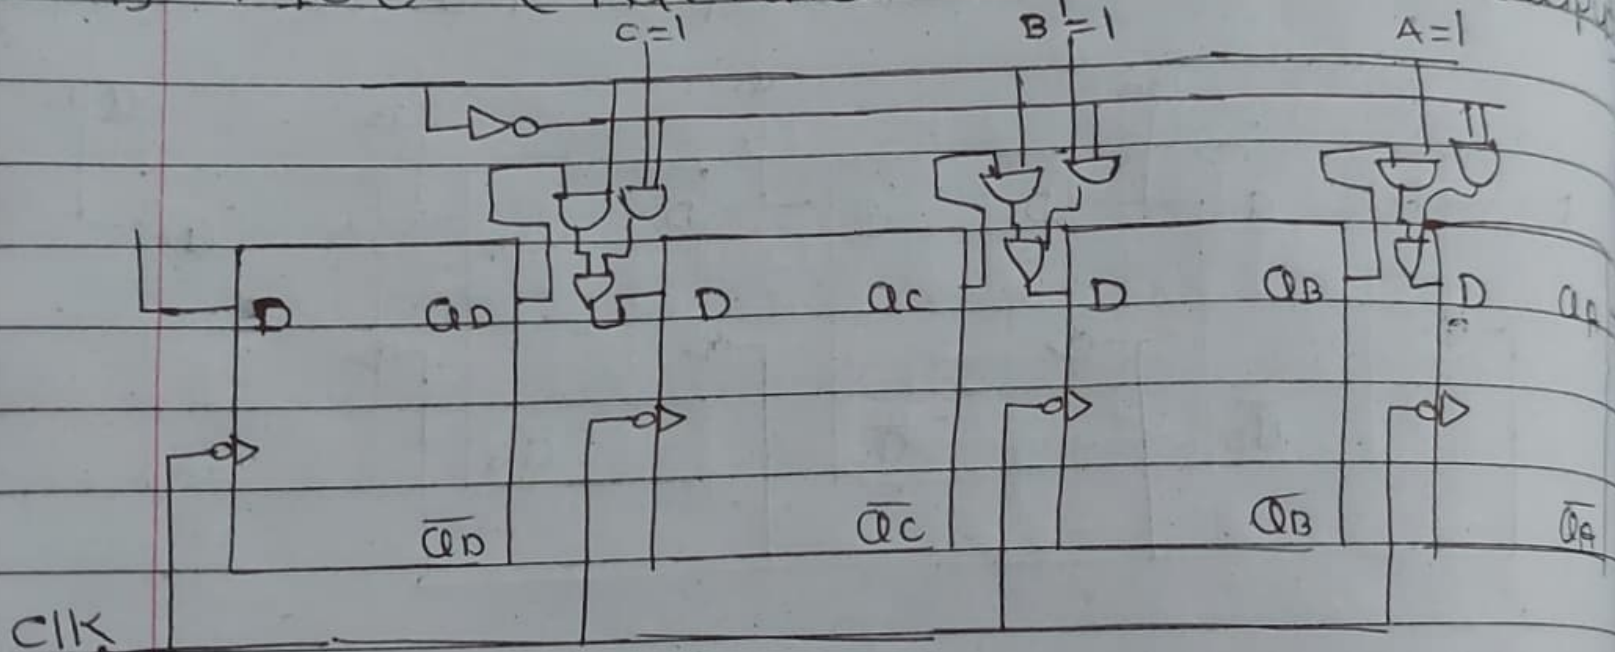 C=1 B=1 A=1
D QD D QC D QB D QA
Q̅D̅ Q̅C̅ Q̅B̅ Q̅A̅
Clk